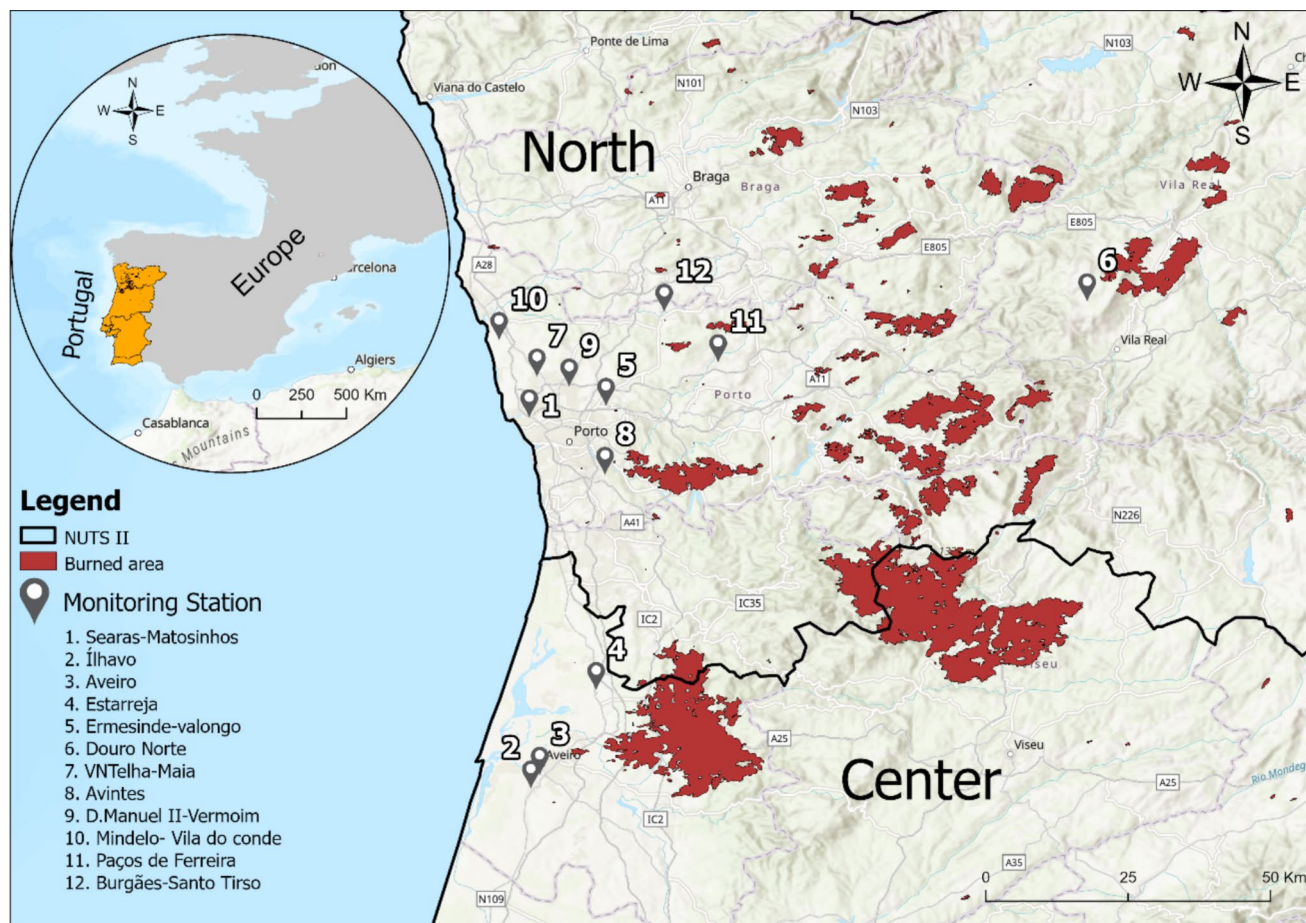 N
W E
S
Europe
Portugal
Algiers
Casablanca
0 250 500 Km
Legend
NUTS II
Burned area
Monitoring Station
1. Searas-Matosinhos
2. Ílhavo
3. Aveiro
4. Estarreja
5. Ermesinde-valongo
6. Douro Norte
7. VNTelha-Maia
8. Avintes
9. D.Manuel II-Vermoim
10. Mindelo- Vila do conde
11. Paços de Ferreira
12. Burgães-Santo Tirso
Ponte de Lima
N103
N
W E
S
N101
Viana do Castelo
N103
North
Braga
Braga
Vila Real
A11
E805
E805
A28
12
6
10
11
7
9
Vila Real
5
A11
Porto
1
Porto
8
A41
N226
IC35
IC2
4
Viseu
A25
3
2
Aveiro
Center
Viseu
A25
Rio Mondeg
IC2
A35
N109
0 25 50 Km